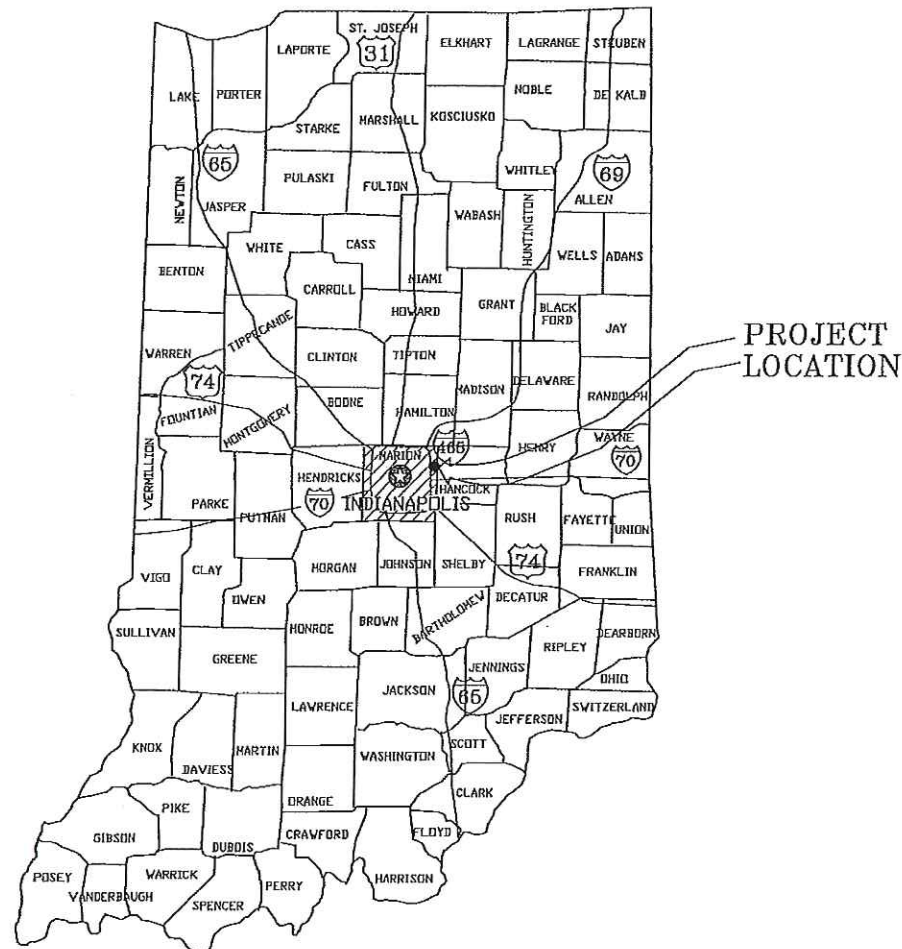 ST. JOSEPH
LAPORTE
31
ELKHART
LAGRANGE
STEUBEN
LAKE
PORTER
NOBLE
DE KALB
STARKE
MARSHALL
KOSCIUSKO
65
WHITLEY
69
NEWTON
JASPER
PULASKI
FULTON
ALLEN
WABASH
HUNTINGTON
WHITE
CASS
WELLS
ADAMS
BENTON
MIAMI
CARROLL
GRANT
HOWARD
BLACK
FORD
JAY
TIPPECANOE
WARREN
CLINTON
TIPTON
PROJECT
LOCATION
74
MADISON
DELAWARE
RANDOLPH
FOUNTIAN
BOONE
HAMILTON
MONTGOMERY
465
HENRY
WAYNE
70
MARION
VERMILLION
HENDRICKS
HANCOCK
70
INDIANAPOLIS
PARKE
PUTNAN
RUSH
FAYETTE
UNION
74
VIGO
CLAY
MORGAN
JOHNSON
SHELBY
FRANKLIN
OWEN
DECATUR
SULLIVAN
MONROE
BROWN
BARTHOLOMEW
DEARBORN
RIPLEY
GREENE
JENNINGS
OHIO
LAWRENCE
JACKSON
65
JEFFERSON
SWITZERLAND
KNOX
DAVIESS
MARTIN
WASHINGTON
SCOTT
CLARK
ORANGE
PIKE
GIBSON
DUBOIS
CRAWFORD
FLOYD
POSEY
VANDERBAUGH
WARRICK
SPENCER
PERRY
HARRISON